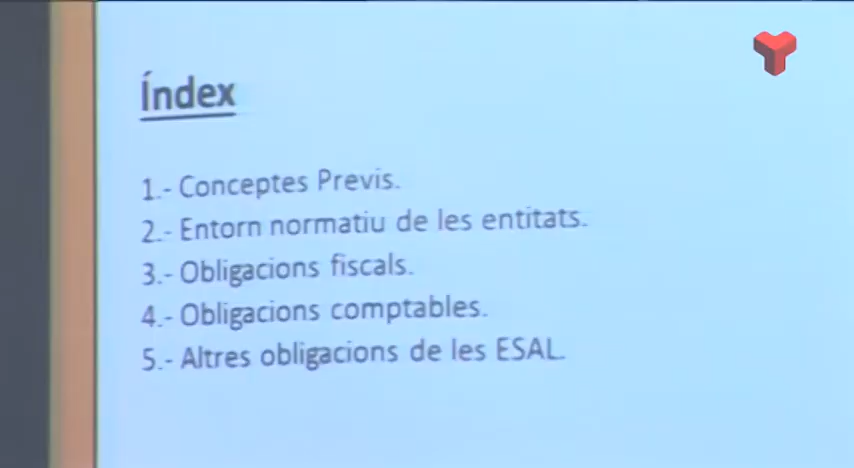 Índex
1.- Conceptes Previs.
2.- Entorn normatiu de les entitats.
3.- Obligacions fiscals.
4.- Obligacions comptables.
5.- Altres obligacions de les ESAL.